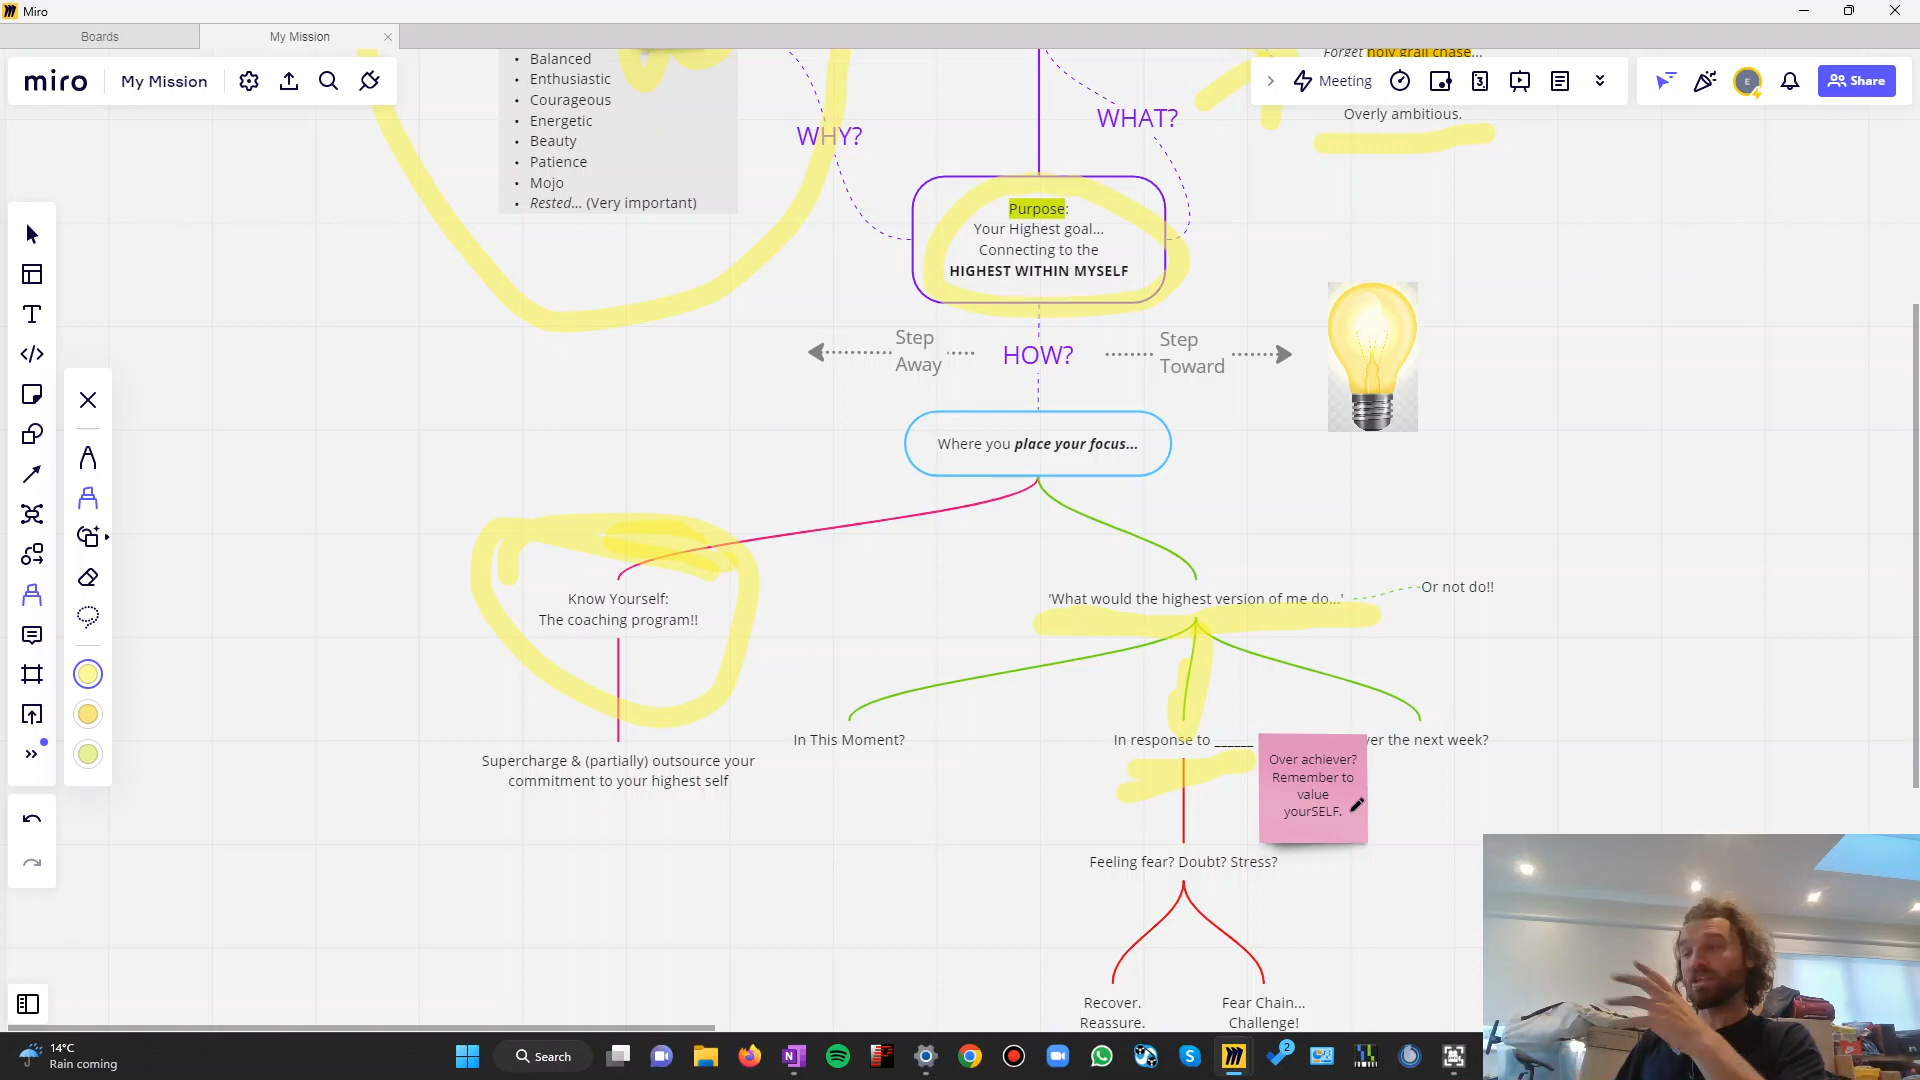 Miro
Boards
My Mission
miro
My Mission
Meeting
Share
Balanced
Enthusiastic
Courageous
Energetic
Beauty
Patience
Mojo
Rested... (Very important)
WHY?
WHAT?
Forget holy grail chase...
Overly ambitious.
Purpose:
Your Highest goal...
Connecting to the
HIGHEST WITHIN MYSELF
Step
Away
HOW?
Step
Toward
Where you place your focus...
Know Yourself:
The coaching program!!
'What would the highest version of me do...'
Or not do!!
In This Moment?
In response to ______
ver the next week?
Supercharge & (partially) outsource your
commitment to your highest self
Over achiever?
Remember to
value
yourSELF.
Feeling fear? Doubt? Stress?
Recover.
Reassure.
Fear Chain...
Challenge!
14°C
Rain coming
Search
2